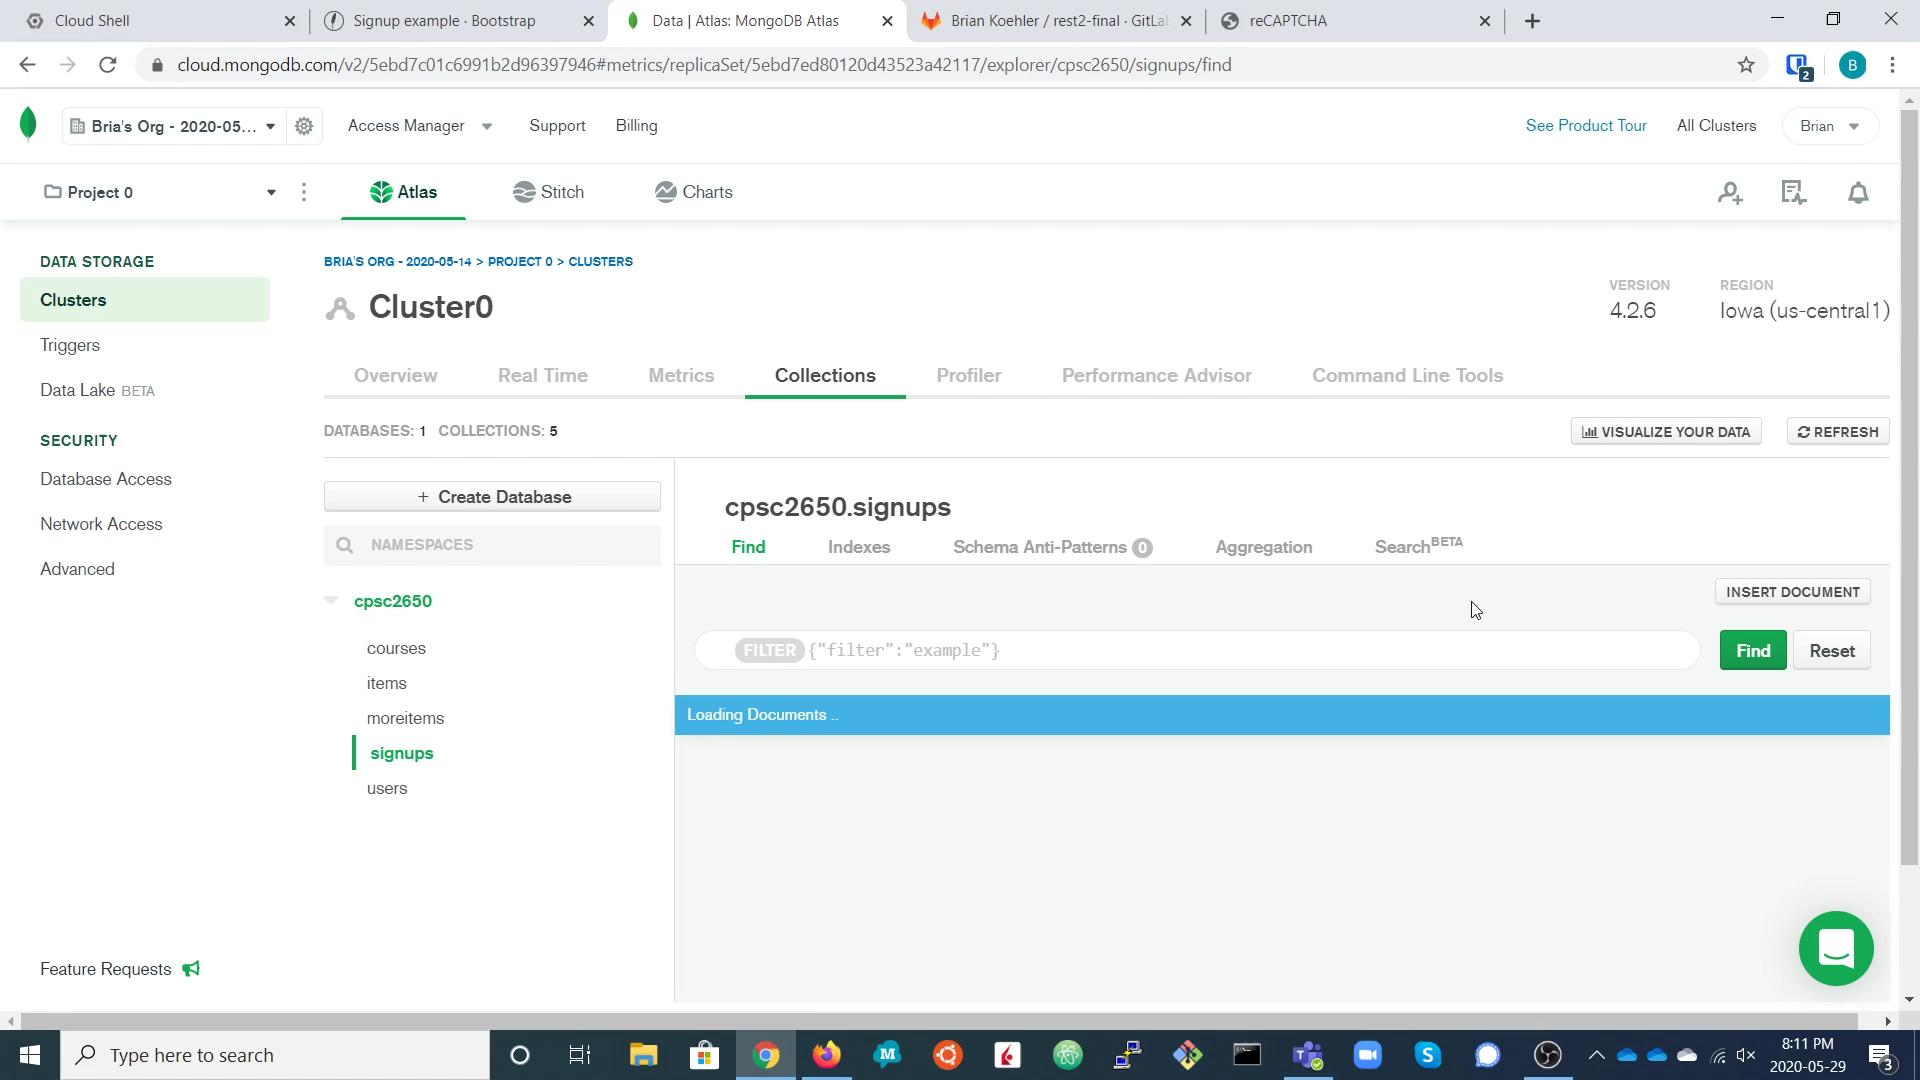 Cloud Shell
Signup example · Bootstrap
Data | Atlas: MongoDB Atlas
Brian Koehler / rest2-final · GitLa
reCAPTCHA
cloud.mongodb.com/v2/5ebd7c01c6991b2d96397946#metrics/replicaSet/5ebd7ed80120d43523a42117/explorer/cpsc2650/signups/find
2
B
Bria's Org - 2020-05...
Access Manager
Support
Billing
See Product Tour
All Clusters
Brian
Project 0
Atlas
Stitch
Charts
DATA STORAGE
Clusters
Triggers
Data Lake BETA
SECURITY
Database Access
Network Access
Advanced
Feature Requests
BRIA'S ORG - 2020-05-14 > PROJECT 0 > CLUSTERS
Cluster0
VERSION
4.2.6
REGION
Iowa (us-central1)
Overview
Real Time
Metrics
Collections
Profiler
Performance Advisor
Command Line Tools
DATABASES: 1 COLLECTIONS: 5
VISUALIZE YOUR DATA
REFRESH
+ Create Database
NAMESPACES
cpsc2650
courses
items
moreitems
signups
users
cpsc2650.signups
Find
Indexes
Schema Anti-Patterns 0
Aggregation
Search BETA
INSERT DOCUMENT
FILTER {"filter":"example"}
Find
Reset
Loading Documents ..
Type here to search
8:11 PM
2020-05-29
3